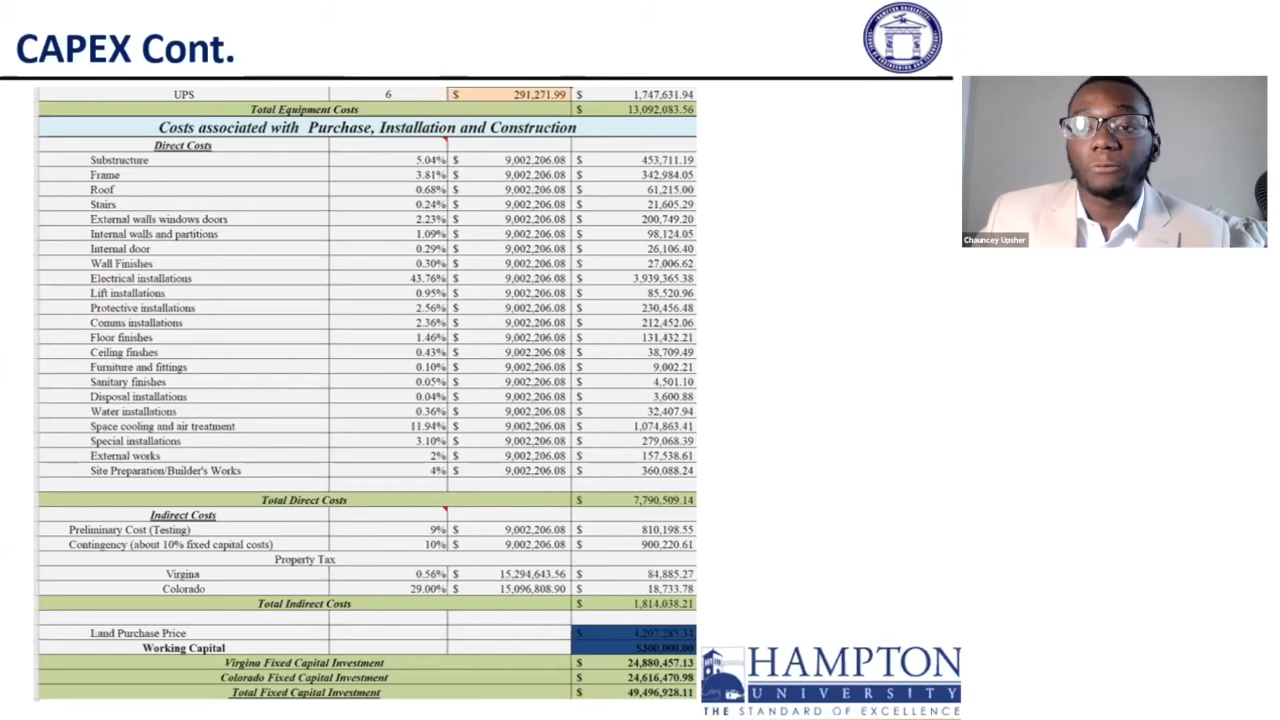 CAPEX Cont.
UPS 6 $ 291,271.99 $ 1,747,631.94
Total Equipment Costs $ 13,092,083.56
Costs associated with Purchase, Installation and Construction
Direct Costs
Substructure 5.04% $ 9,002,206.08 $ 453,711.19
Frame 3.81% $ 9,002,206.08 $ 342,984.05
Roof 0.68% $ 9,002,206.08 $ 61,215.00
Stairs 0.24% $ 9,002,206.08 $ 21,605.29
External walls windows doors 2.23% $ 9,002,206.08 $ 200,749.20
Internal walls and partitions 1.09% $ 9,002,206.08 $ 98,124.05
Internal door 0.29% $ 9,002,206.08 $ 26,106.40
Wall Finishes 0.30% $ 9,002,206.08 $ 27,006.62
Electrical installations 43.76% $ 9,002,206.08 $ 3,939,365.38
Lift installations 0.95% $ 9,002,206.08 $ 85,520.96
Protective installations 2.56% $ 9,002,206.08 $ 230,456.48
Comms installations 2.36% $ 9,002,206.08 $ 212,452.06
Floor finishes 1.46% $ 9,002,206.08 $ 131,432.21
Ceiling finshes 0.43% $ 9,002,206.08 $ 38,709.49
Furniture and fittings 0.10% $ 9,002,206.08 $ 9,002.21
Sanitary finishes 0.05% $ 9,002,206.08 $ 4,501.10
Disposal installations 0.04% $ 9,002,206.08 $ 3,600.88
Water installations 0.36% $ 9,002,206.08 $ 32,407.94
Space cooling and air treatment 11.94% $ 9,002,206.08 $ 1,074,863.41
Special installations 3.10% $ 9,002,206.08 $ 279,068.39
External works 2% $ 9,002,206.08 $ 157,538.61
Site Preparation/Builder's Works 4% $ 9,002,206.08 $ 360,088.24
Total Direct Costs $ 7,790,509.14
Indirect Costs
Preliminary Cost (Testing) 9% $ 9,002,206.08 $ 810,198.55
Contingency (about 10% fixed capital costs) 10% $ 9,002,206.08 $ 900,220.61
Property Tax
Virgina 0.56% $ 15,294,643.56 $ 84,885.27
Colorado 29.00% $ 15,096,808.90 $ 18,733.78
Total Indirect Costs $ 1,814,038.21
Land Purchase Price $ 4,207,285.34
Working Capital $300,000.00
Virginia Fixed Capital Investment $ 24,880,457.13
Colorado Fixed Capital Investment $ 24,616,470.98
Total Fixed Capital Investment $ 49,496,928.11
Chauncey Upsher
HAMPTON
UNIVERSITY
THE STANDARD OF EXCELLENCE